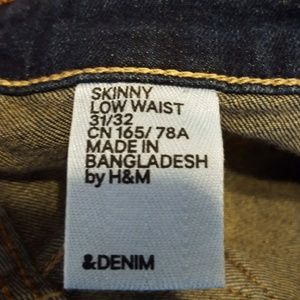 SKINNY
LOW WAIST
31/32
CN 165/ 78A
MADE IN
BANGLADESH
by H&M
&DENIM